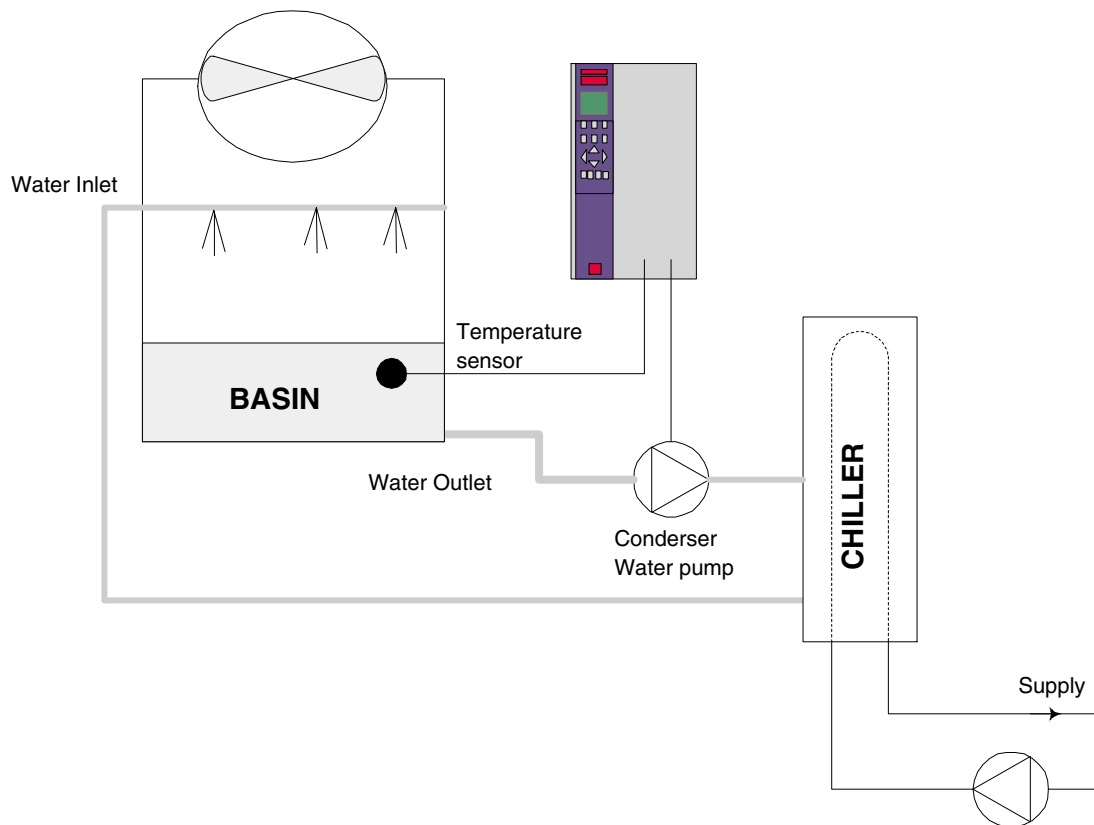 Water Inlet
Temperature
sensor
BASIN
Water Outlet
Conderser
Water pump
CHILLER
Supply